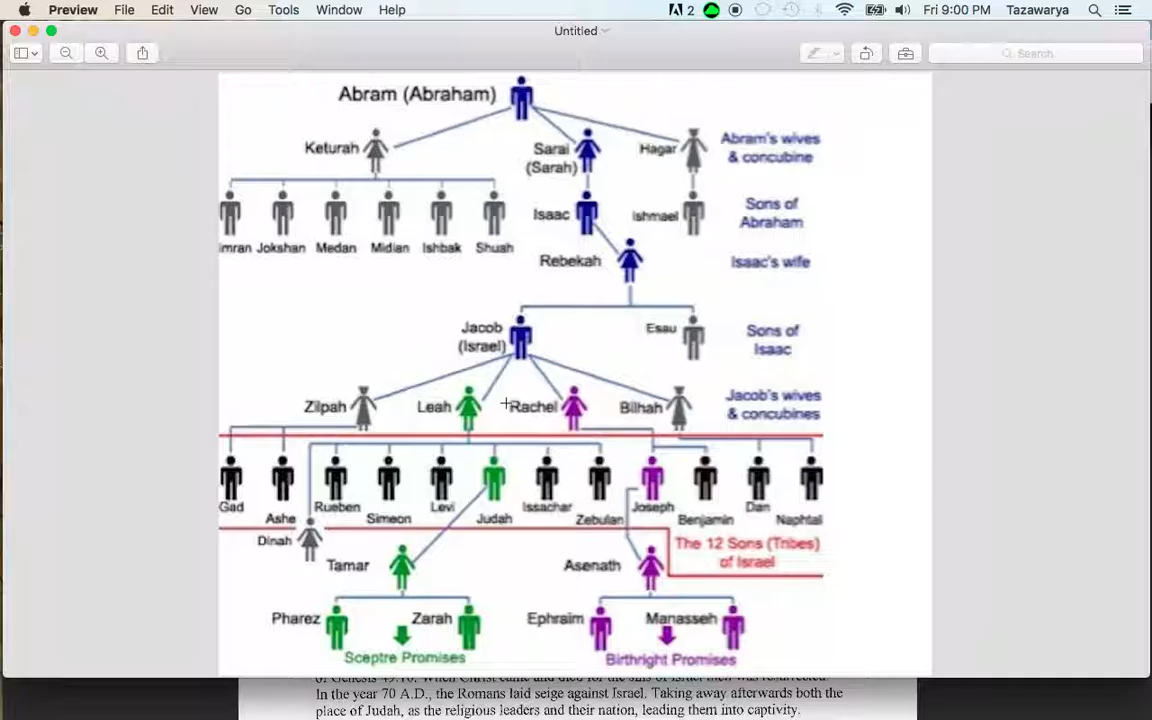 Preview File Edit View Go Tools Window Help 2 Fri 9:00 PM Tazawarya
Untitled
Search
Abram (Abraham)
Keturah Sarai (Sarah) Hagar Abram's wives & concubine
Isaac Ishmael Sons of Abraham
mran Jokshan Medan Midian Ishbak Shuah
Rebekah Isaac's wife
Jacob (Israel) Esau Sons of Isaac
Zilpah Leah Rachel Bilhah Jacob's wives & concubines
Gad Ashe Rueben Simeon Levi Judah Issachar Zebulan Joseph Benjamin Dan Naphtal
Dinah
The 12 Sons (Tribes) of Israel
Tamar Asenath
Pharez Zarah Ephraim Manasseh
Sceptre Promises Birthright Promises
In the year 70 A.D., the Romans laid seige against Israel. Taking away afterwards both the
place of Judah, as the religious leaders and their nation, leading them into captivity.